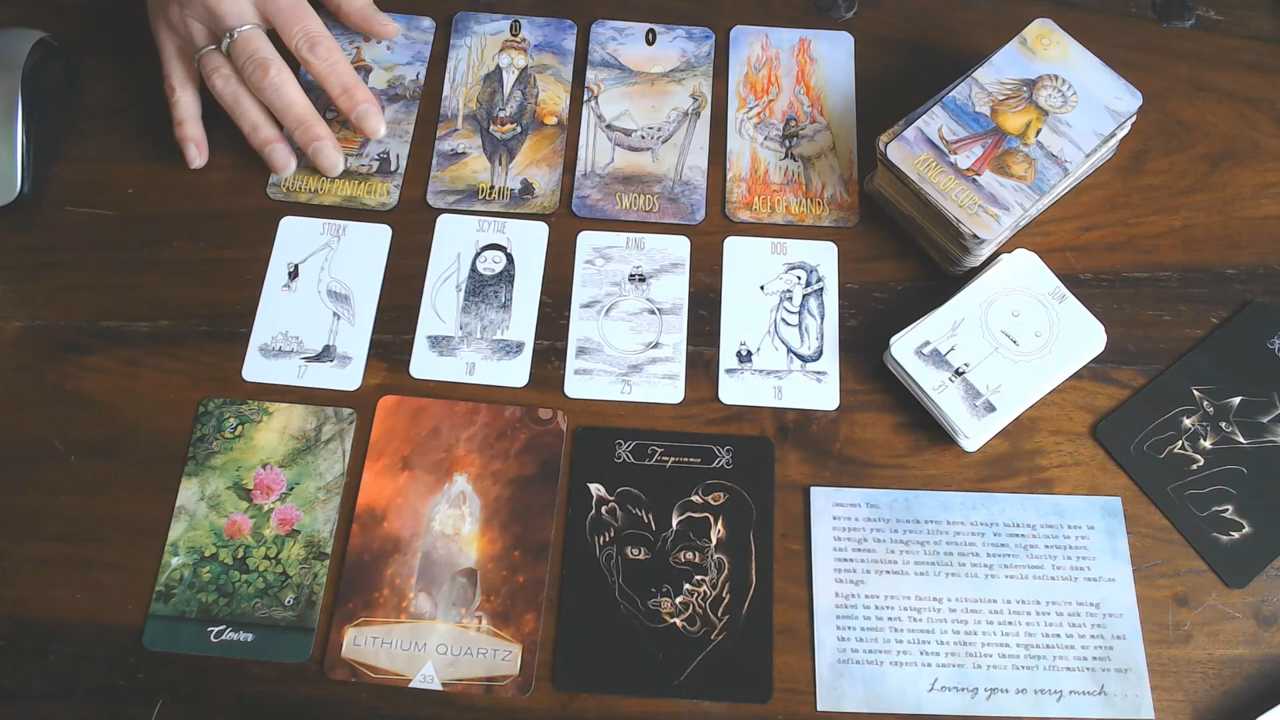 QUEEN OF PENTACLES
13
DEATH
SWORDS
ACE OF WANDS
KING OF CUPS
STORK
17
SCYTHE
10
RING
25
DOG
18
SUN
31
6
Clover
LITHIUM QUARTZ
33
Temperance
Dearest You,
We're a chatty bunch over here, always talking about how to
support you in your life's journey. We communicate to you
through the language of oracles, dreams, signs, metaphors,
and omens. In your life on earth, however, clarity in your
communication is essential to being understood. You don't
speak in symbols, and if you did, you would definitely confuse
things.
Right now you're facing a situation in which you're being
asked to have integrity, be clear, and learn how to ask for your
needs to be met. The first step is to admit out loud that you
have needs! The second is to ask out loud for them to be met. And
the third is to allow the other person, organization, or even
us to answer you. When you follow these steps, you can most
definitely expect an answer. In your favor! Affirmative, we say!
Loving you so very much . . .